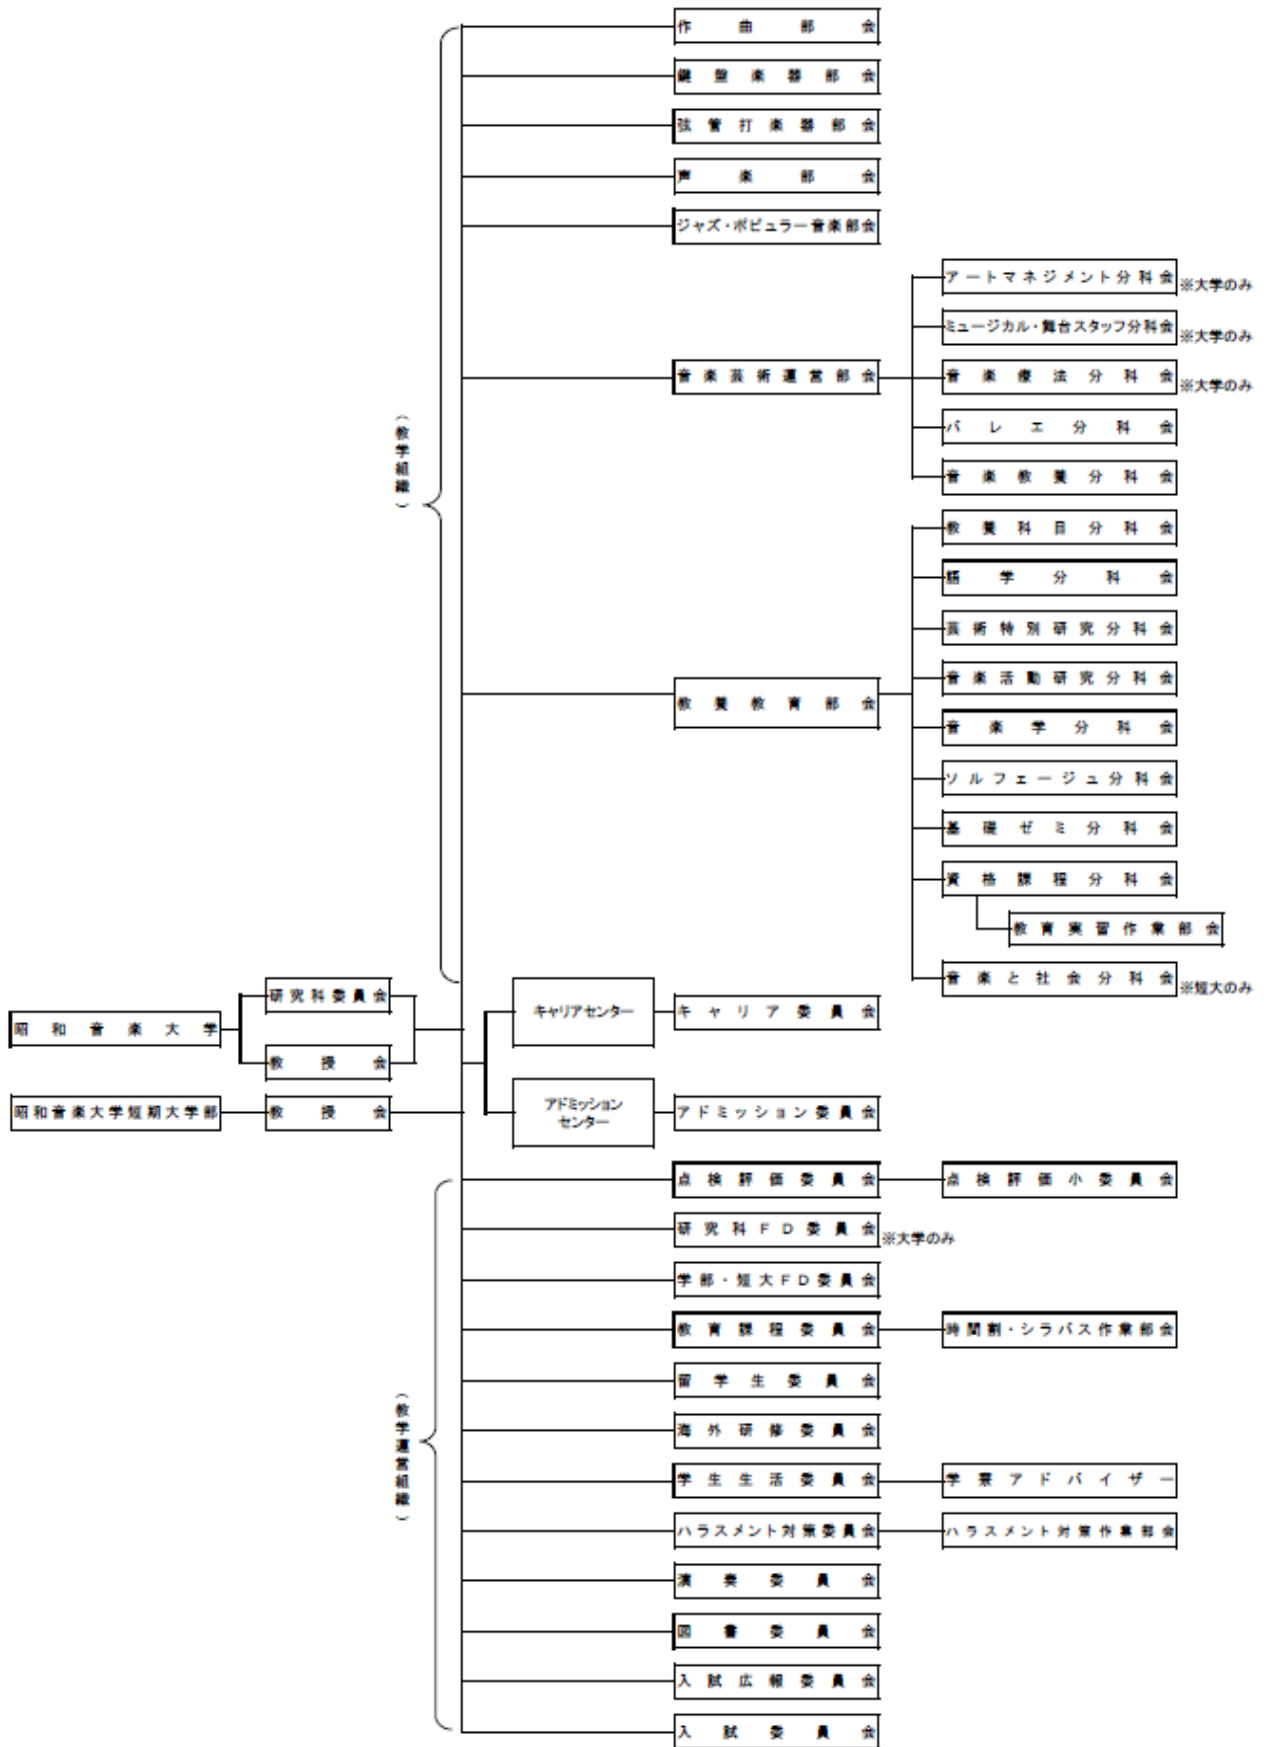 作曲部会
鍵盤楽器部会
弦管打楽器部会
声楽部会
ジャズ・ポピュラー音楽部会
アートマネジメント分科会 ※大学のみ
ミュージカル・舞台スタッフ分科会 ※大学のみ
音楽芸術運営部会
音楽療法分科会 ※大学のみ
バレエ分科会
音楽教養分科会
（教学組織）
教養科目分科会
語学分科会
芸術特別研究分科会
音楽活動研究分科会
教養教育部会
音楽学分科会
ソルフェージュ分科会
基礎ゼミ分科会
資格課程分科会
教育実習作業部会
音楽と社会分科会 ※短大のみ
昭和音楽大学
研究科委員会
教授会
キャリアセンター
キャリア委員会
昭和音楽大学短期大学部
教授会
アドミッション
センター
アドミッション委員会
点検評価委員会
点検評価小委員会
研究科FD委員会 ※大学のみ
学部・短大FD委員会
教育課程委員会
時間割・シラバス作業部会
留学生委員会
海外研修委員会
（教学運営組織）
学生生活委員会
学寮アドバイザー
ハラスメント対策委員会
ハラスメント対策作業部会
演奏委員会
図書委員会
入試広報委員会
入試委員会